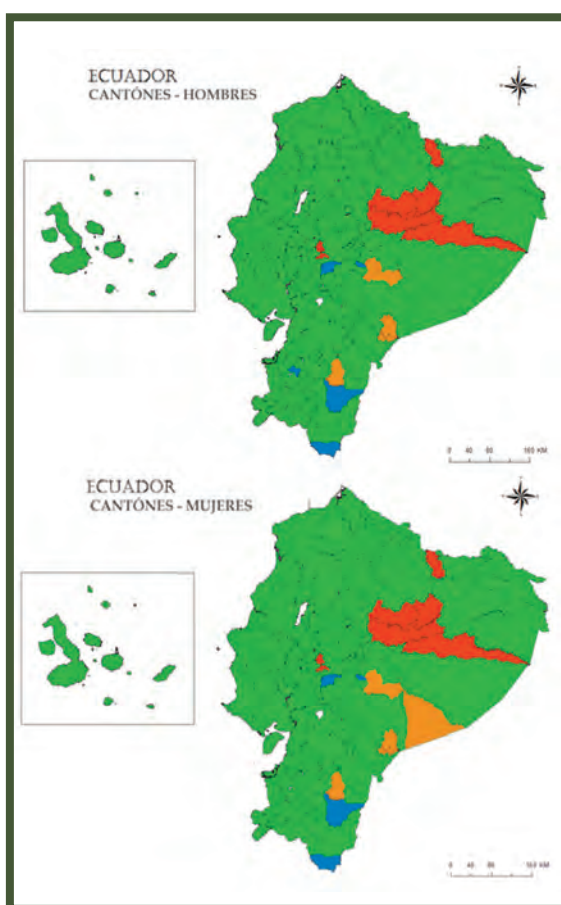 ECUADOR
CANTÓNES - HOMBRES
0 40 80 160 KM
ECUADOR
CANTÓNES - MUJERES
0 40 80 160 KM